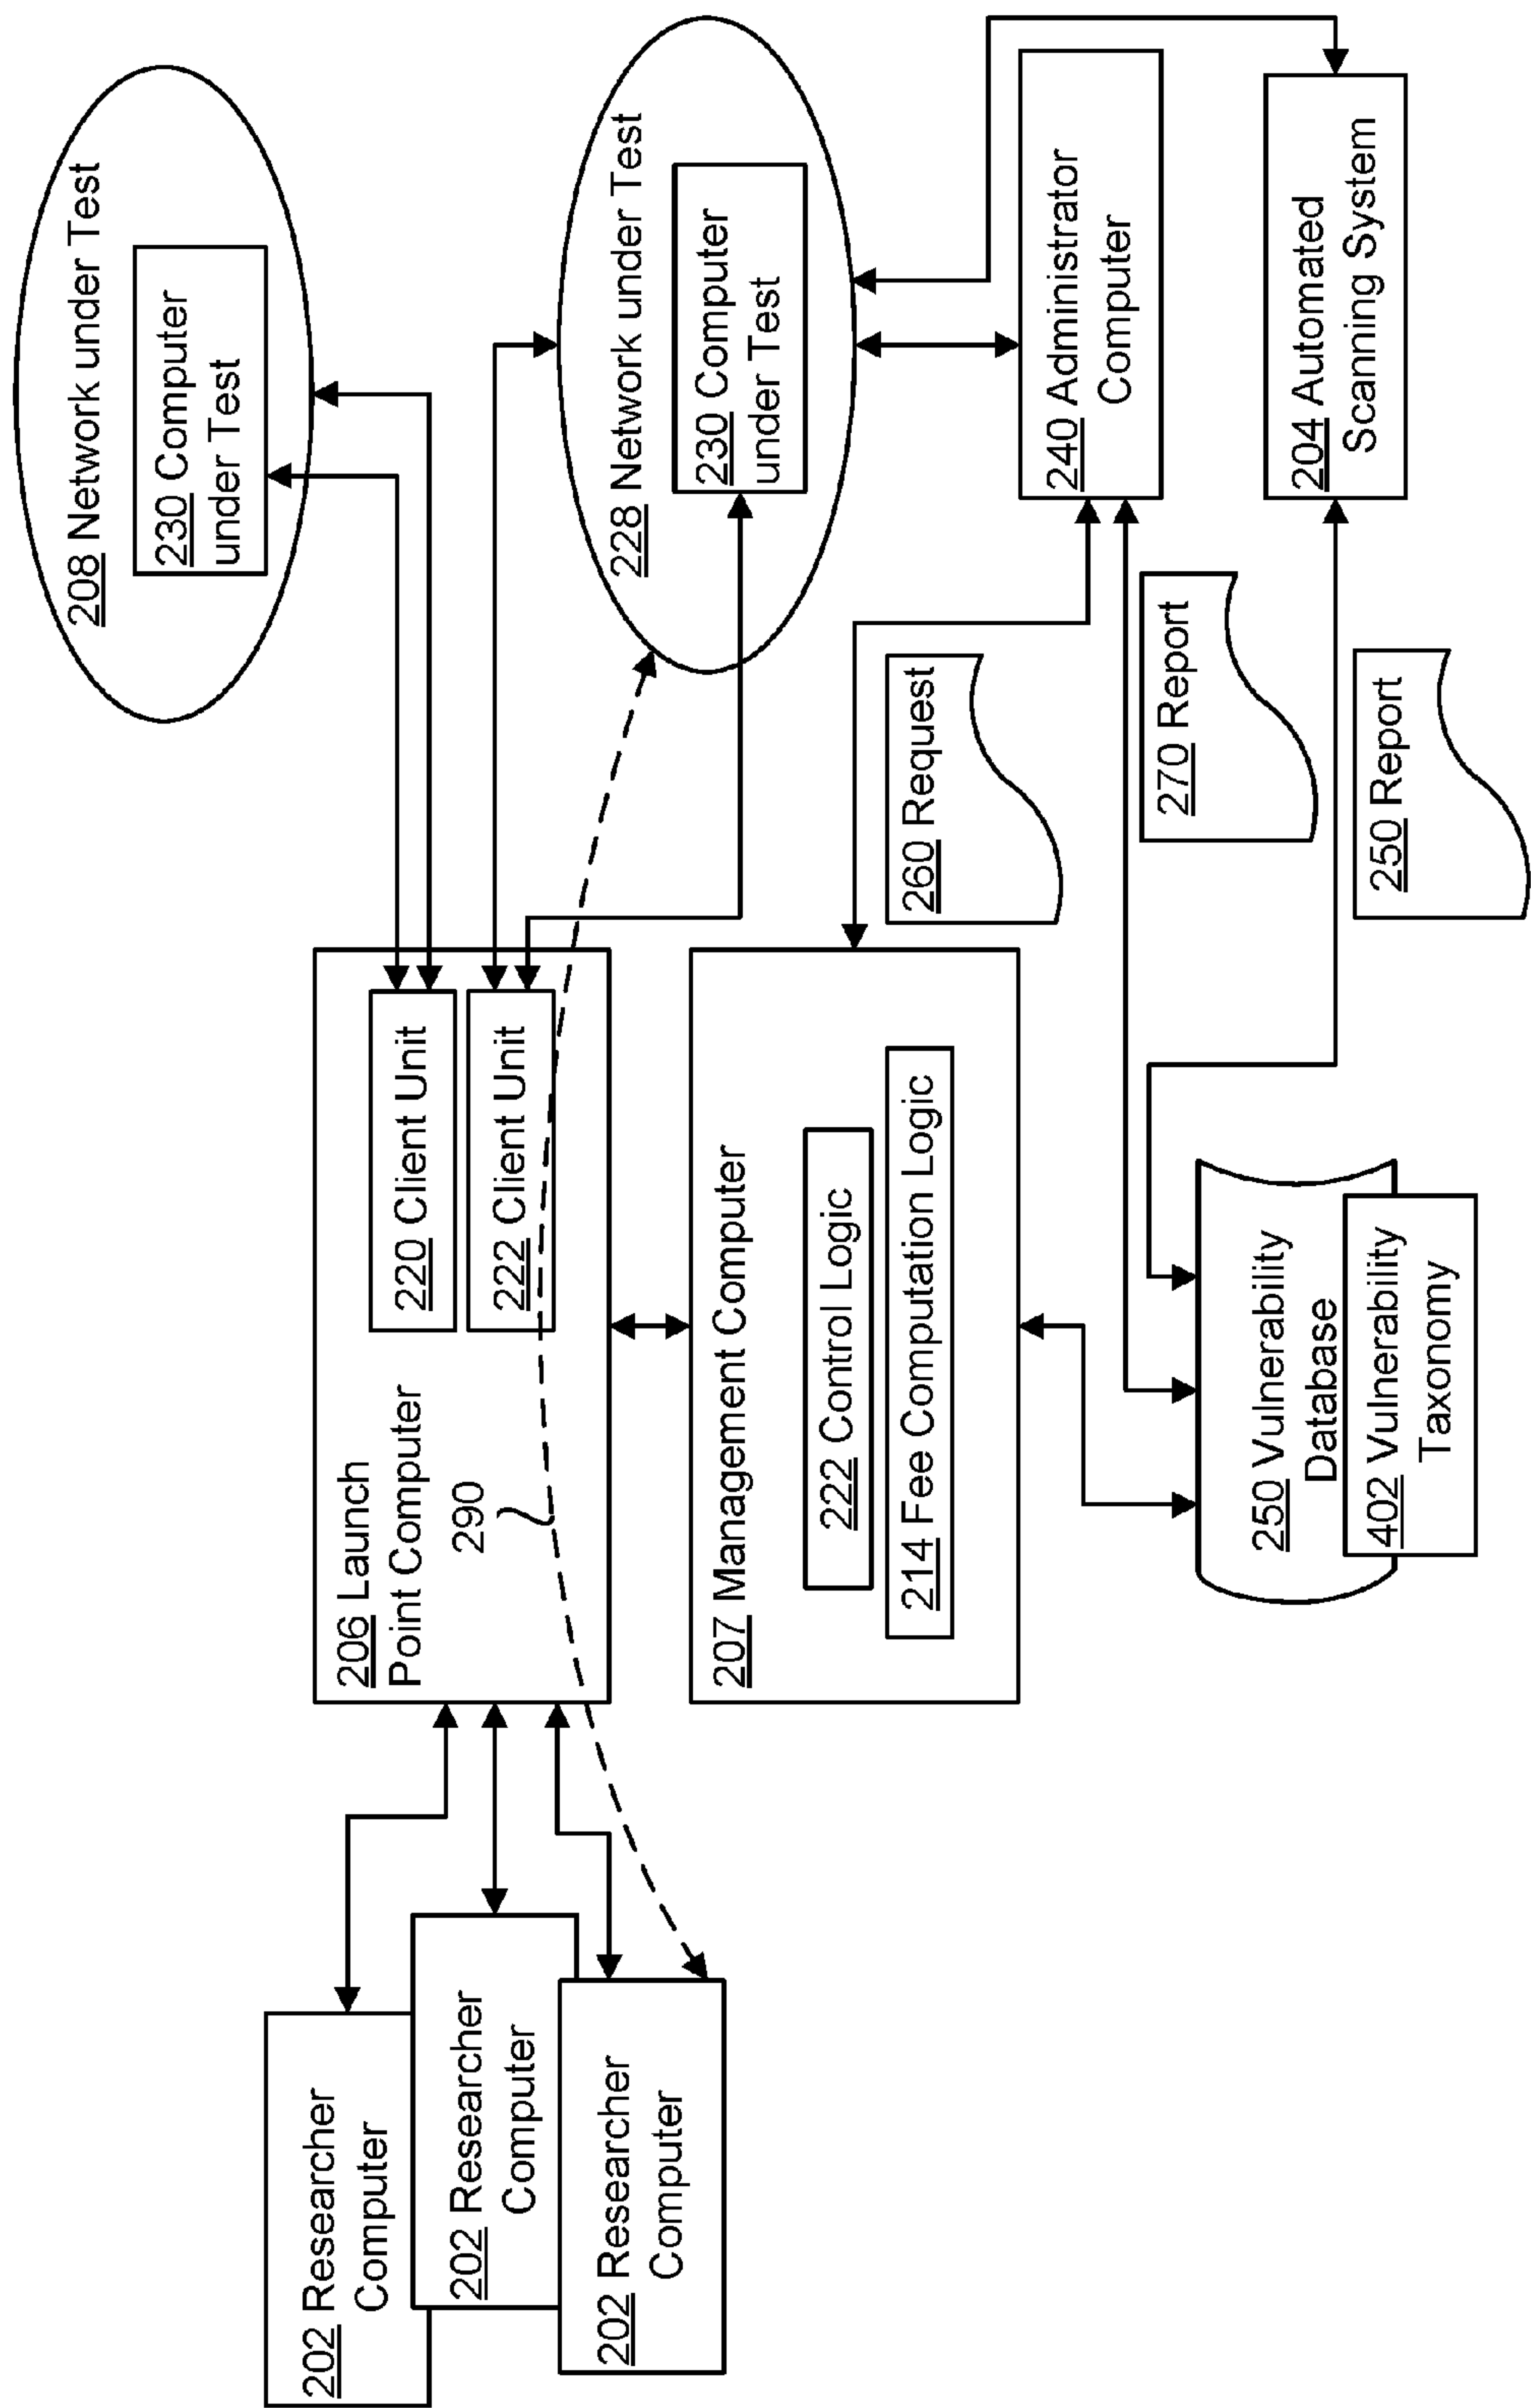 208 Network under Test
230 Computer
under Test
206 Launch
Point Computer
290
220 Client Unit
222 Client Unit
228 Network under Test
230 Computer
under Test
202 Researcher
Computer
202 Researcher
Computer
202 Researcher
Computer
207 Management Computer
222 Control Logic
214 Fee Computation Logic
260 Request
240 Administrator
Computer
270 Report
250 Vulnerability
Database
402 Vulnerability
Taxonomy
250 Report
204 Automated
Scanning System